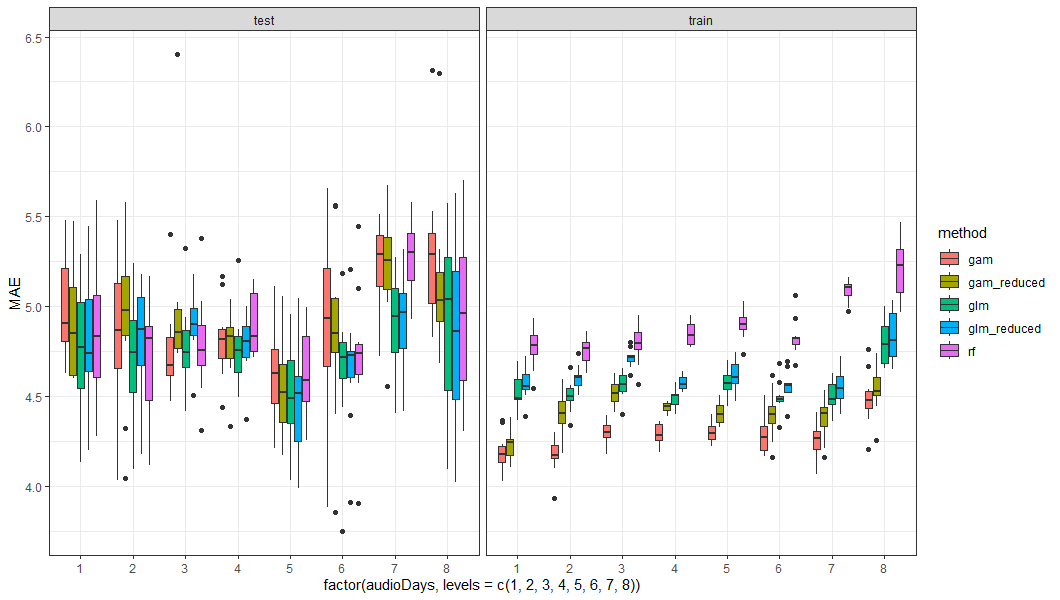 test train
6.5
6.0
5.5
5.0
4.5
4.0
MAE
1 2 3 4 5 6 7 8 1 2 3 4 5 6 7 8
factor(audioDays, levels = c(1, 2, 3, 4, 5, 6, 7, 8))
method
gam
gam_reduced
glm
glm_reduced
rf